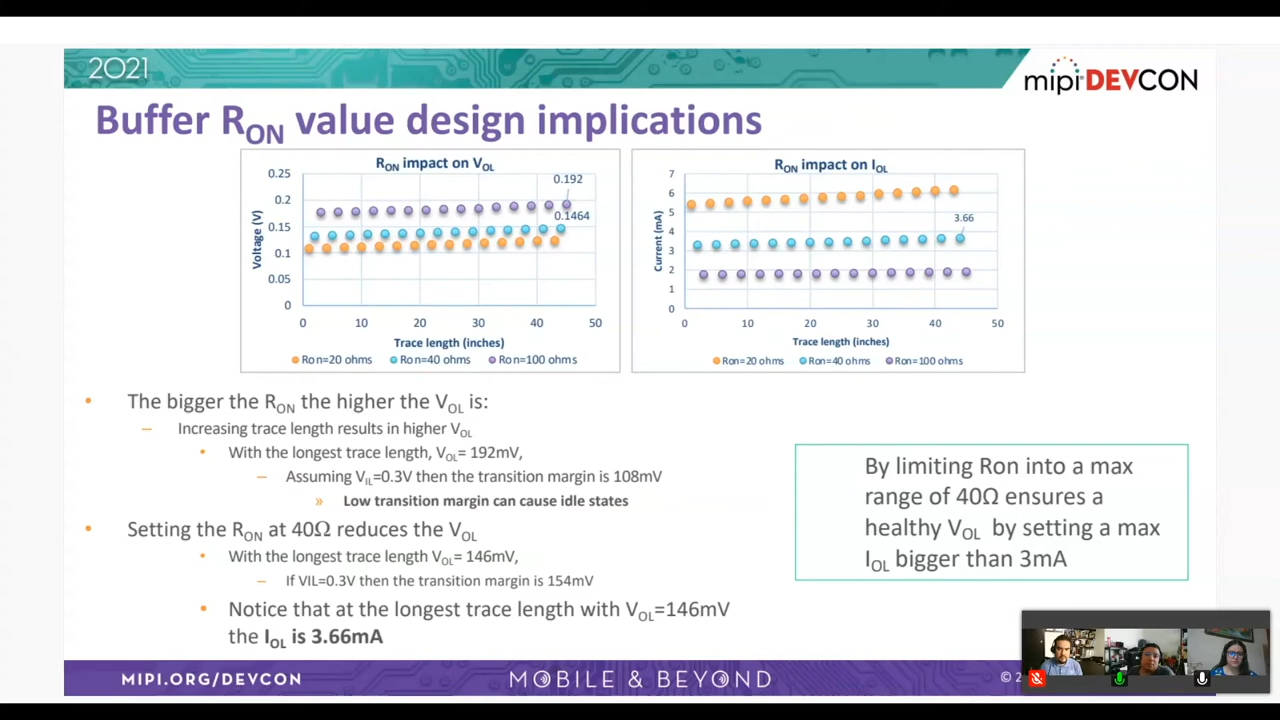 2021
mipi DEVCON
Buffer RON value design implications
RON impact on VOL
0.25
0.2
0.15
0.1
0.05
0
0.192
0.1464
Voltage (V)
0 10 20 30 40 50
Trace length (inches)
Ron=20 ohms Ron=40 ohms Ron=100 ohms
RON impact on IOL
7
6
5
4
3
2
1
0
3.66
Current (mA)
0 10 20 30 40 50
Trace length (inches)
Ron=20 ohms Ron=40 ohms Ron=100 ohms
• The bigger the RON the higher the VOL is:
– Increasing trace length results in higher VOL
• With the longest trace length, VOL= 192mV,
– Assuming VIL=0.3V then the transition margin is 108mV
» Low transition margin can cause idle states
• Setting the RON at 40Ω reduces the VOL
• With the longest trace length VOL= 146mV,
– If VIL=0.3V then the transition margin is 154mV
• Notice that at the longest trace length with VOL=146mV
the IOL is 3.66mA
By limiting Ron into a max
range of 40Ω ensures a
healthy VOL by setting a max
IOL bigger than 3mA
MIPI.ORG/DEVCON
MOBILE & BEYOND
© 2